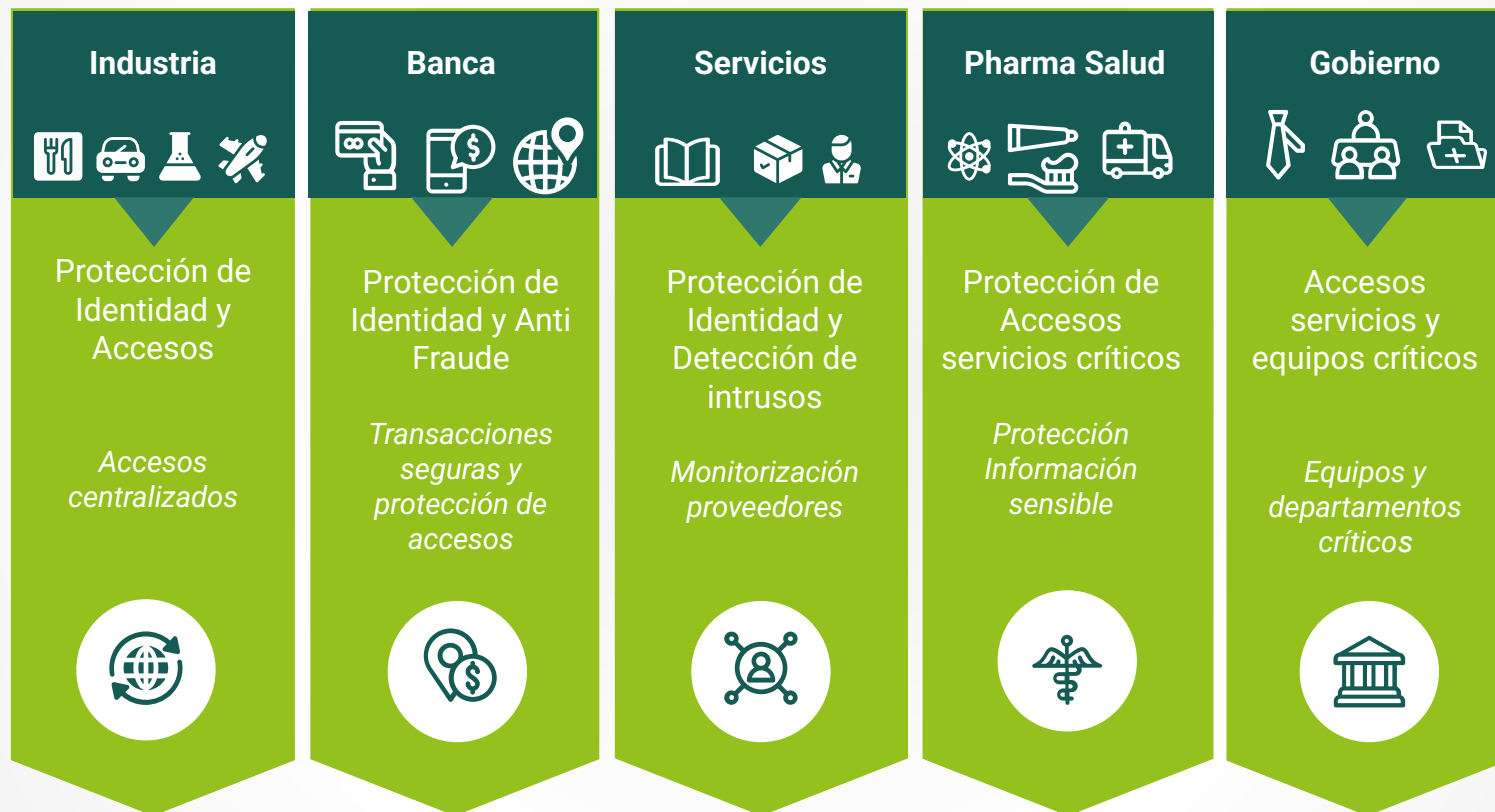 Industria
Protección de
Identidad y
Accesos
Accesos
centralizados
Banca
Protección de
Identidad y Anti
Fraude
Transacciones
seguras y
protección de
accesos
Servicios
Protección de
Identidad y
Detección de
intrusos
Monitorización
proveedores
Pharma Salud
Protección de
Accesos
servicios críticos
Protección
Información
sensible
Gobierno
Accesos
servicios y
equipos críticos
Equipos y
departamentos
críticos